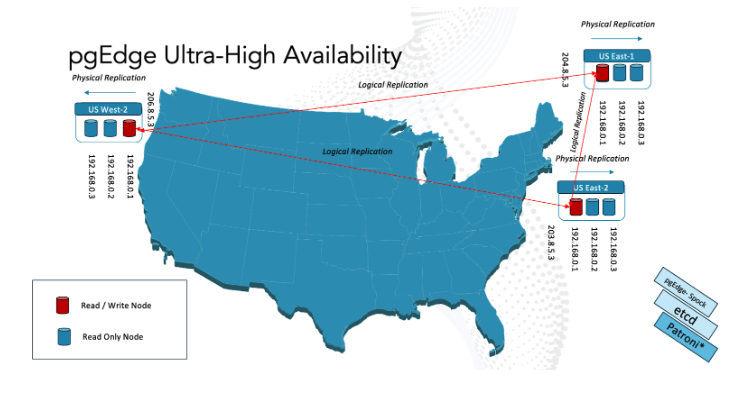 pgEdge Ultra-High Availability
Physical Replication
US West-2
206.8.5.3
192.168.0.3
192.168.0.2
192.168.0.1
Logical Replication
Logical Replication
Physical Replication
204.8.5.3
US East-1
192.168.0.1
192.168.0.2
192.168.0.3
Logical Replication
Physical Replication
US East-2
203.8.5.3
192.168.0.1
192.168.0.2
192.168.0.3
Read / Write Node
Read Only Node
pgEdge- Spock
etcd
Patroni*